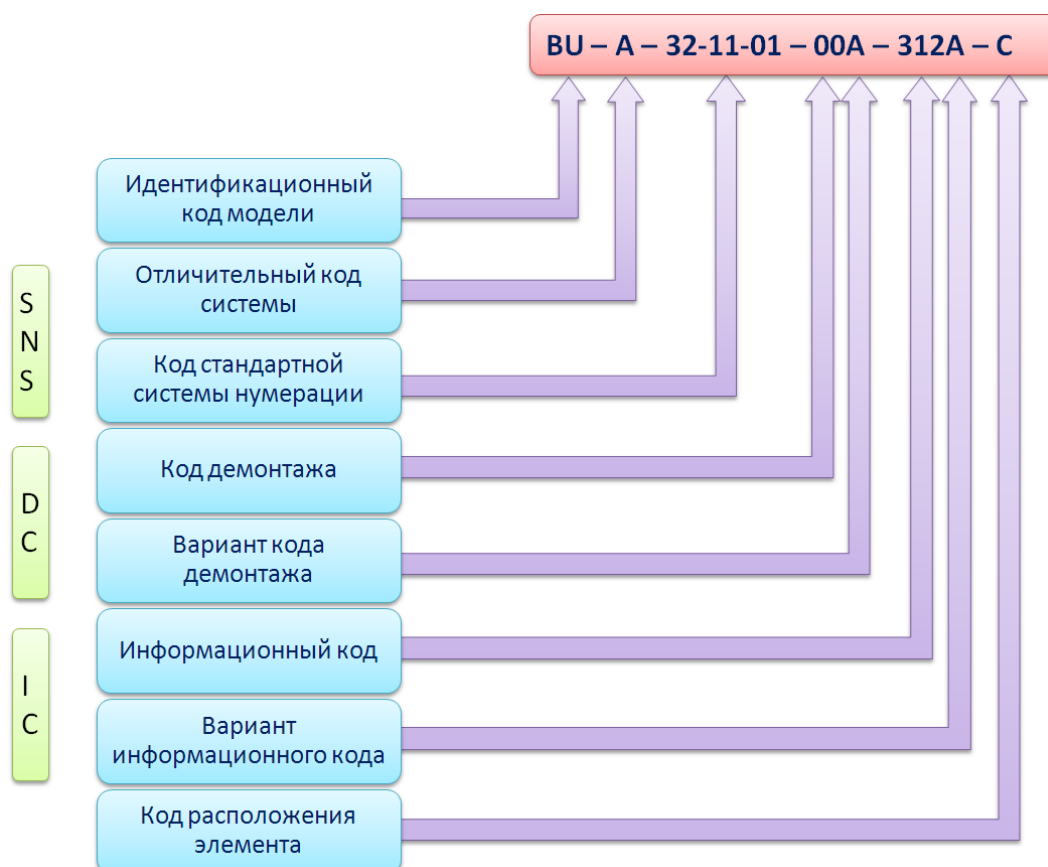 BU – A – 32-11-01 – 00A – 312A – C
Идентификационный
код модели
Отличительный код
системы
Код стандартной
системы нумерации
Код демонтажа
Вариант кода
демонтажа
Информационный код
Вариант
информационного кода
Код расположения
элемента
S
N
S
D
C
I
C